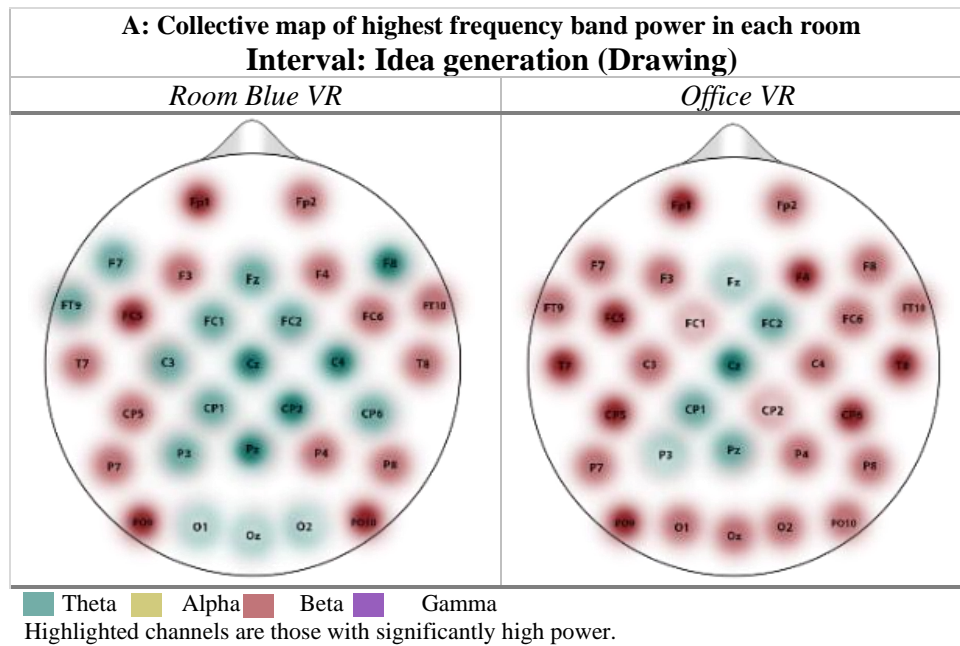 A: Collective map of highest frequency band power in each room
Interval: Idea generation (Drawing)
Room Blue VR Office VR
Fp1 Fp2 Fp1 Fp2
F7 F3 Fz F4 F8 F7 F3 Fz F4 F8
FT9 FC5 FC1 FC2 FC6 FT10 FT9 FC5 FC1 FC2 FC6 FT10
T7 C3 Cz C4 T8 T7 C3 Cz C4 T8
CP5 CP1 CP2 CP6 CP5 CP1 CP2 CP6
P7 P3 Pz P4 P8 P7 P3 Pz P4 P8
PO9 O1 Oz O2 PO10 PO9 O1 Oz O2 PO10
Theta Alpha Beta Gamma
Highlighted channels are those with significantly high power.